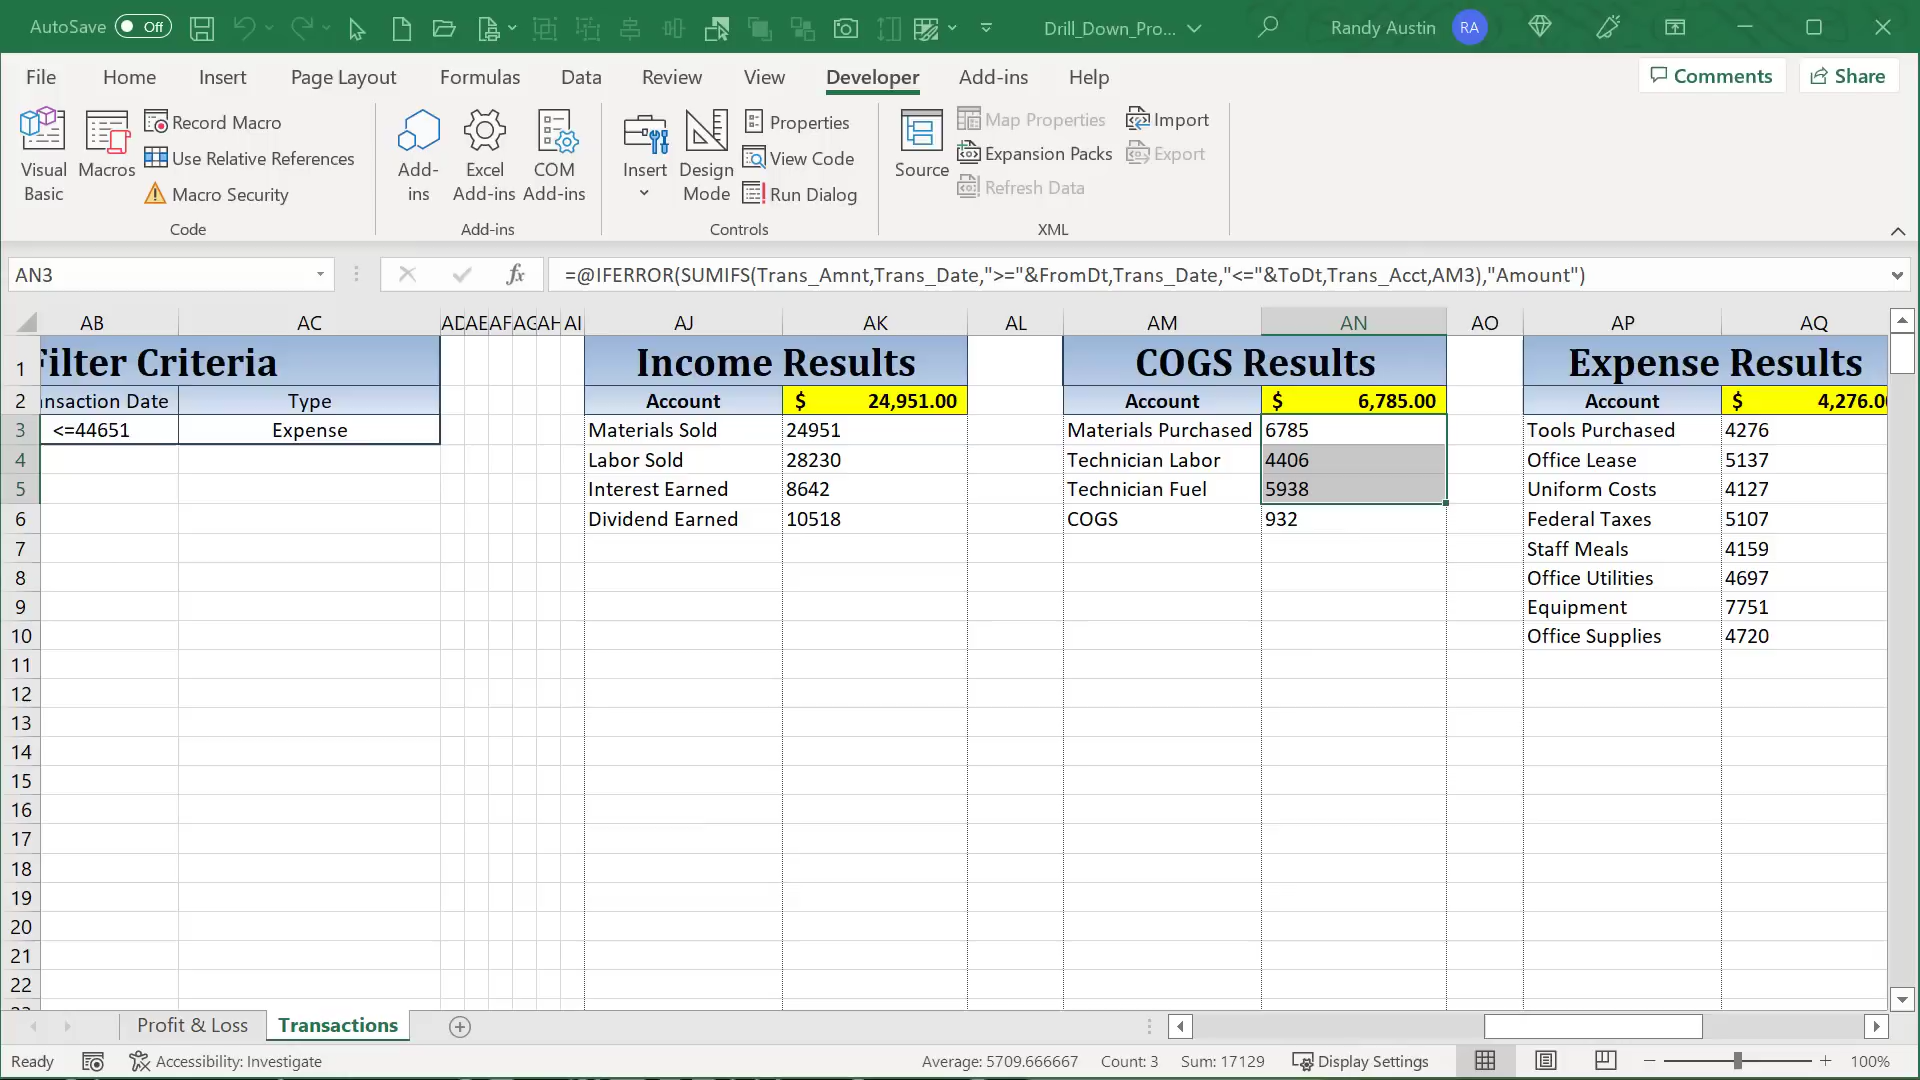 AutoSave Off Drill_Down_Pro... Randy Austin RA
File Home Insert Page Layout Formulas Data Review View Developer Add-ins Help Comments Share
Visual Basic
Macros
Record Macro
Use Relative References
Macro Security
Code
Add-ins
Excel Add-ins
COM Add-ins
Add-ins
Insert
Design Mode
Properties
View Code
Run Dialog
Controls
Source
Map Properties
Expansion Packs
Refresh Data
Import
Export
XML
AN3 fx =@IFERROR(SUMIFS(Trans_Amnt,Trans_Date,">="&FromDt,Trans_Date,"<="&ToDt,Trans_Acct,AM3),"Amount")
AB AC AD AE AF AG AH AI AJ AK AL AM AN AO AP AQ
1 Filter Criteria Income Results COGS Results Expense Results
2 nsaction Date Type Account $ 24,951.00 Account $ 6,785.00 Account $ 4,276.0
3 <=44651 Expense Materials Sold 24951 Materials Purchased 6785 Tools Purchased 4276
4 Labor Sold 28230 Technician Labor 4406 Office Lease 5137
5 Interest Earned 8642 Technician Fuel 5938 Uniform Costs 4127
6 Dividend Earned 10518 COGS 932 Federal Taxes 5107
7 Staff Meals 4159
8 Office Utilities 4697
9 Equipment 7751
10 Office Supplies 4720
11
12
13
14
15
16
17
18
19
20
21
22
Profit & Loss Transactions
Ready Accessibility: Investigate Average: 5709.666667 Count: 3 Sum: 17129 Display Settings 100%